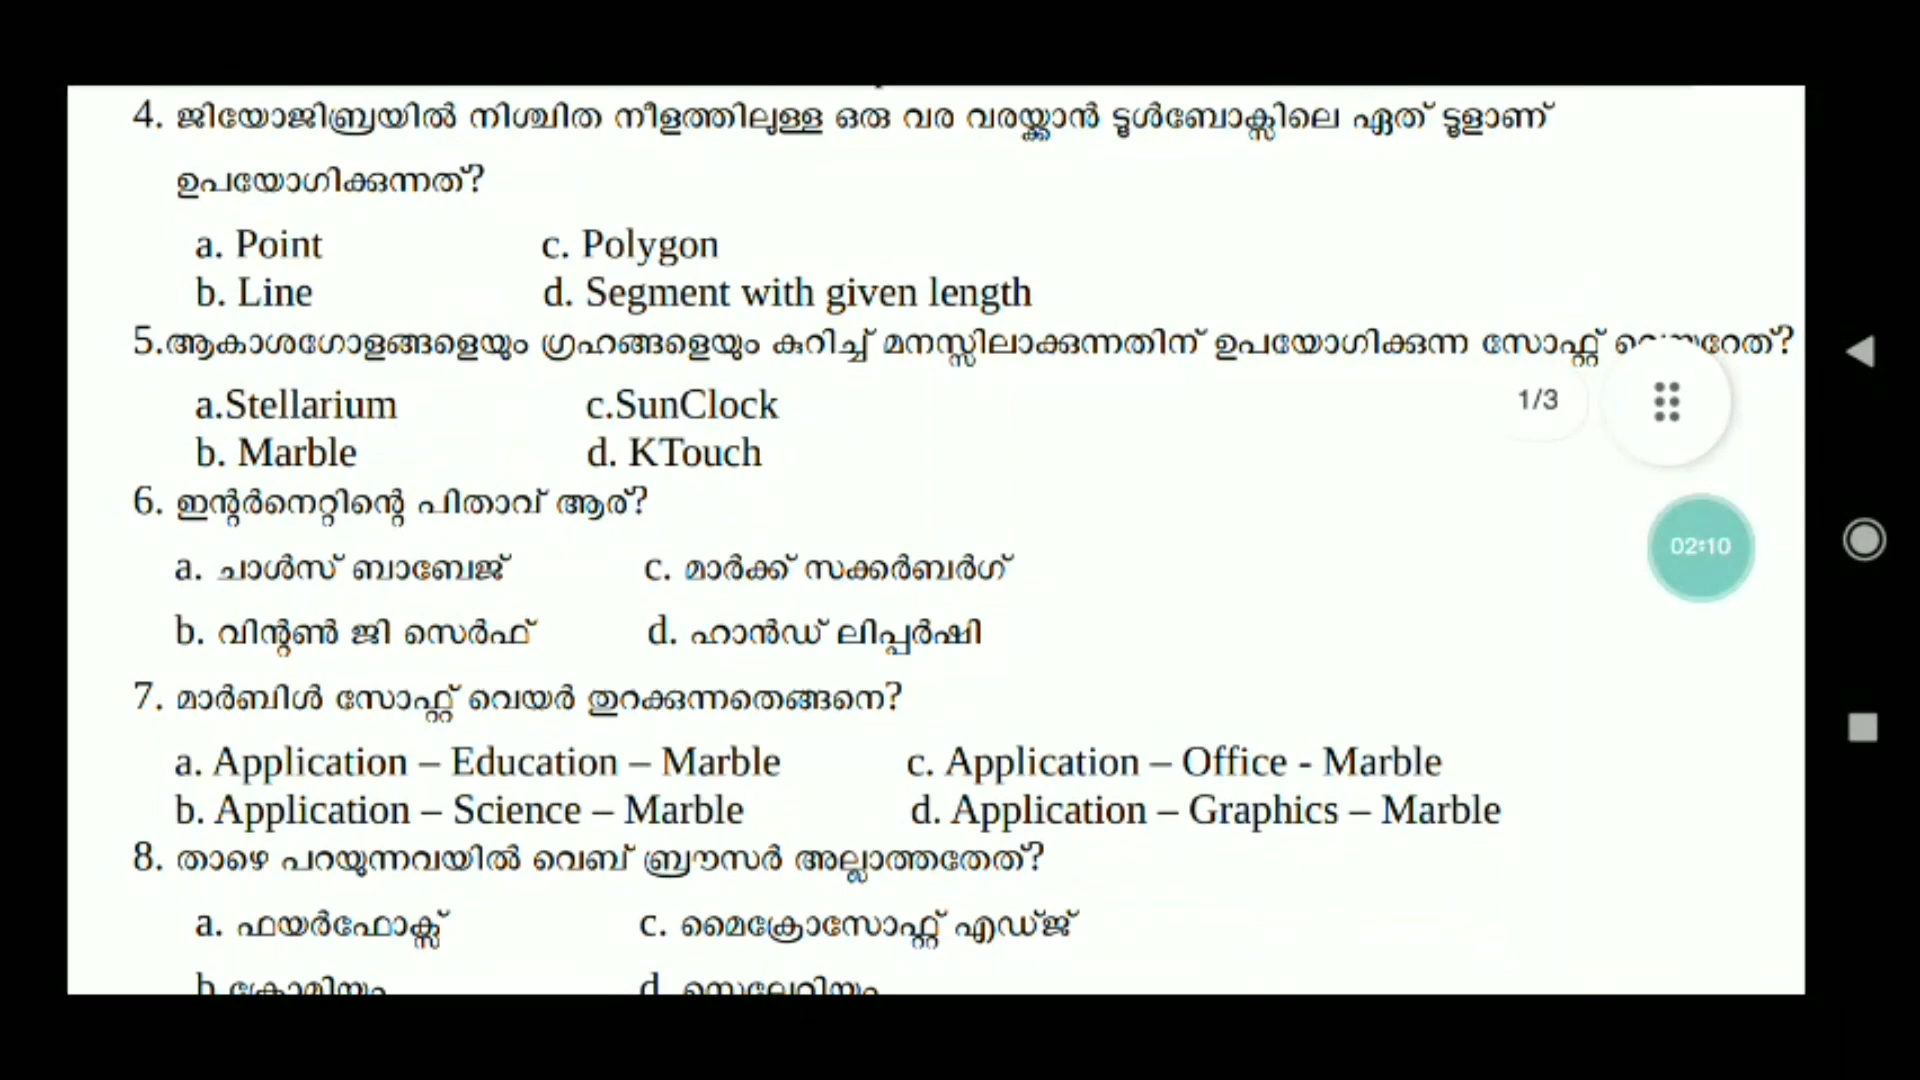 4. ജിയോജിബ്രയിൽ നിശ്ചിത നീളത്തിലുള്ള ഒരു വര വരയ്ക്കാൻ ടൂൾബോക്സിലെ ഏത് ടൂളാണ്
ഉപയോഗിക്കുന്നത്?
a. Point c. Polygon
b. Line d. Segment with given length
5.ആകാശഗോളങ്ങളെയും ഗ്രഹങ്ങളെയും കുറിച്ച് മനസ്സിലാക്കുന്നതിന് ഉപയോഗിക്കുന്ന സോഫ്റ്റ്
a.Stellarium c.SunClock
1/3
b. Marble d. KTouch
6. ഇന്റർനെറ്റിന്റെ പിതാവ് ആര്?
02:10
a. ചാൾസ് ബാബേജ് c. മാർക്ക് സക്കർബർഗ്
b. വിന്റൺ ജി സെർഫ് d. ഹാൻഡ് ലിപ്പർഷി
7. മാർബിൾ സോഫ്റ്റ് വെയർ തുറക്കുന്നതെങ്ങനെ?
a. Application – Education – Marble c. Application – Office - Marble
b. Application – Science – Marble d. Application – Graphics – Marble
8. താഴെ പറയുന്നവയിൽ വെബ് ബ്രൗസർ അല്ലാത്തതേത്?
a. ഫയർഫോക്സ് c. മൈക്രോസോഫ്റ്റ് എഡ്ജ്